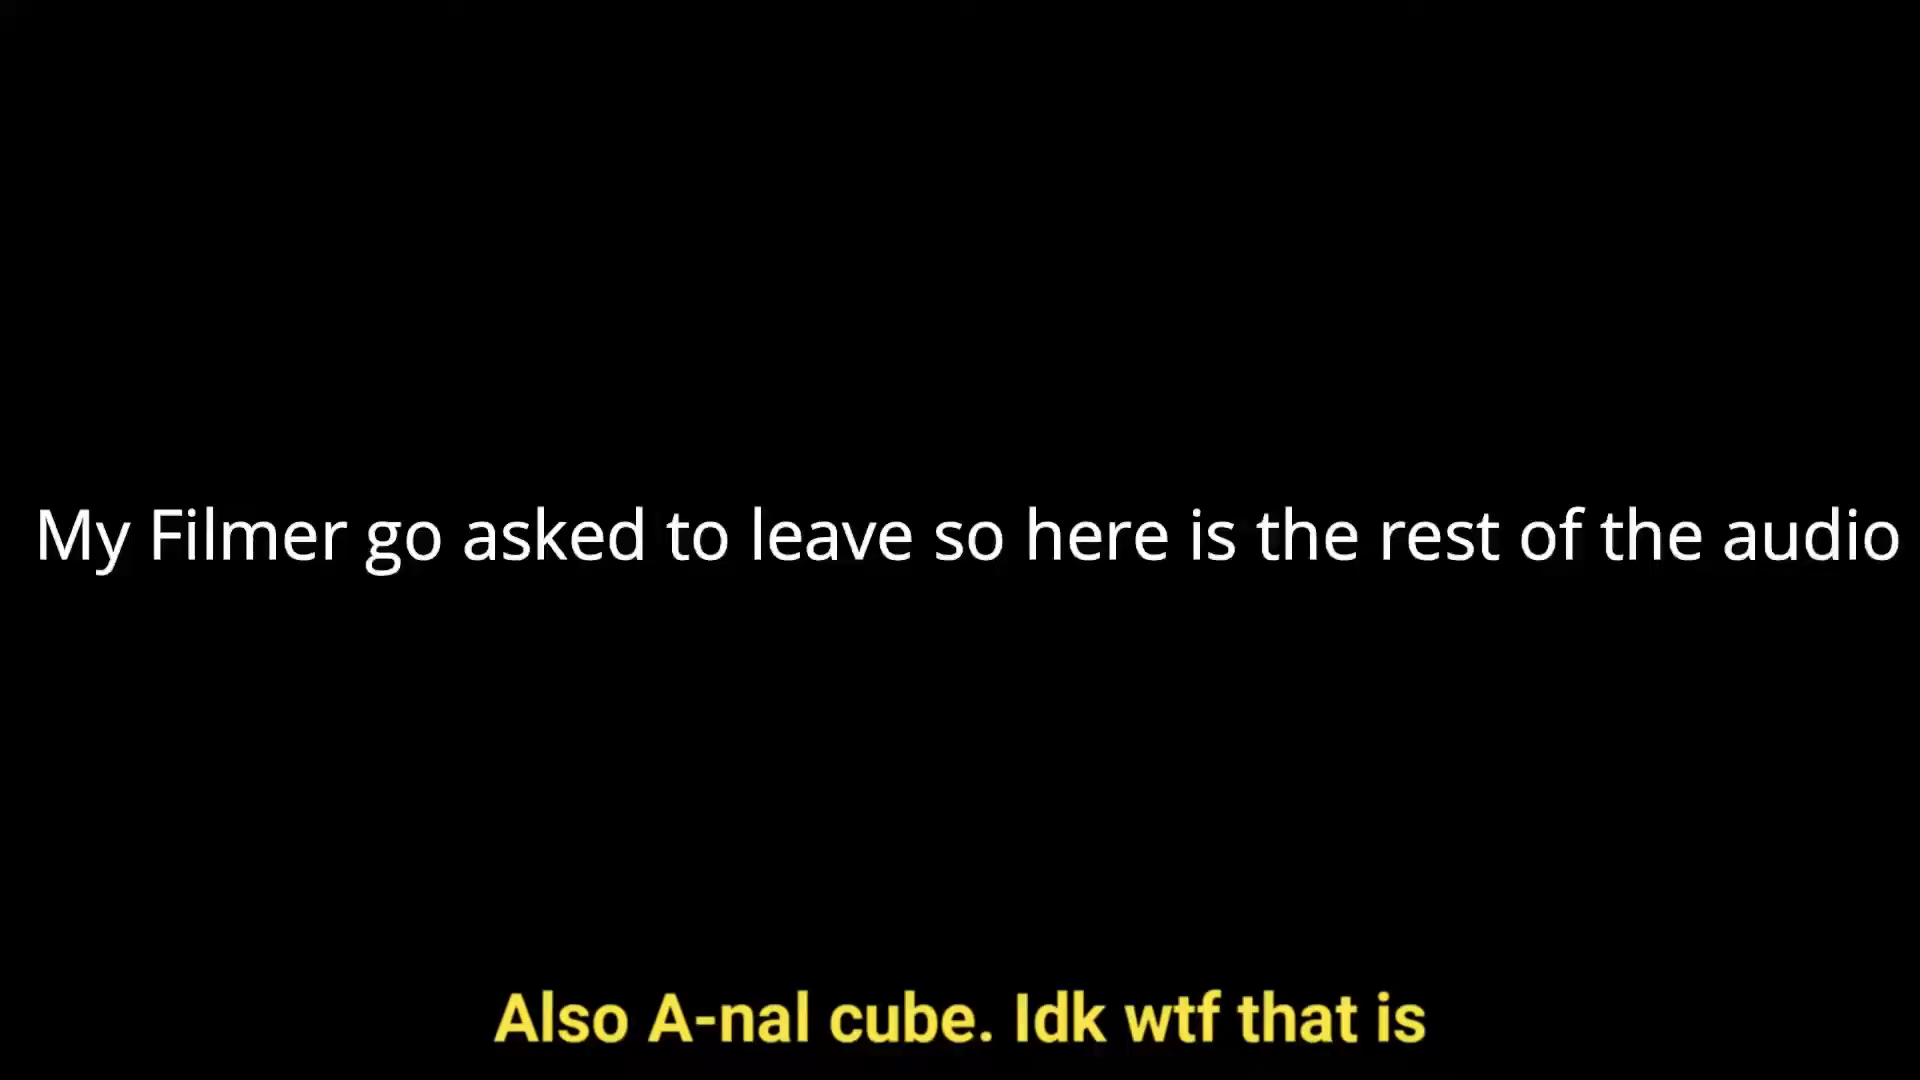 My Filmer go asked to leave so here is the rest of the audio
Also A-nal cube. Idk wtf that is